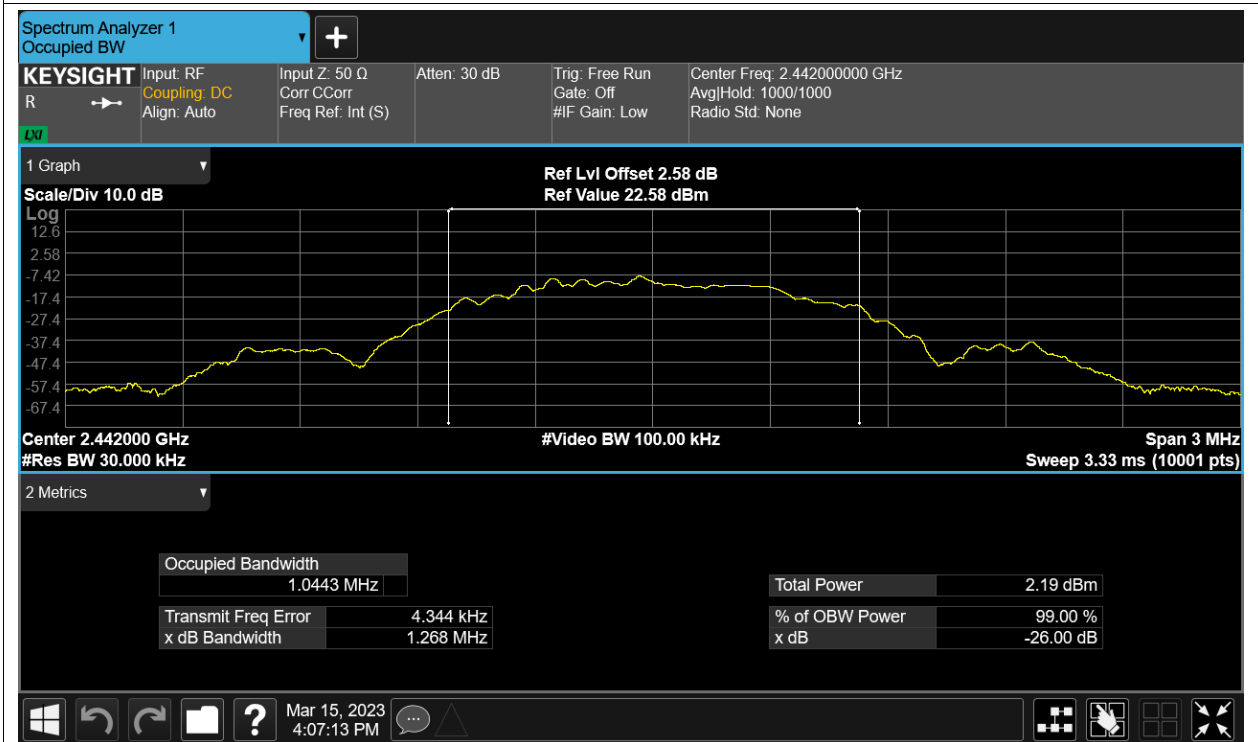 Spectrum Analyzer 1
Occupied BW
KEYSIGHT Input: RF Input Z: 50 Ω Atten: 30 dB Trig: Free Run Center Freq: 2.442000000 GHz
R Coupling: DC Corr CCorr Gate: Off Avg|Hold: 1000/1000
Align: Auto Freq Ref: Int (S) #IF Gain: Low Radio Std: None
LXI
1 Graph
Ref Lvl Offset 2.58 dB
Scale/Div 10.0 dB Ref Value 22.58 dBm
Log
12.6
2.58
-7.42
-17.4
-27.4
-37.4
-47.4
-57.4
-67.4
Center 2.442000 GHz #Video BW 100.00 kHz Span 3 MHz
#Res BW 30.000 kHz Sweep 3.33 ms (10001 pts)
2 Metrics
Occupied Bandwidth
1.0443 MHz Total Power 2.19 dBm
Transmit Freq Error 4.344 kHz % of OBW Power 99.00 %
x dB Bandwidth 1.268 MHz x dB -26.00 dB
? Mar 15, 2023
4:07:13 PM